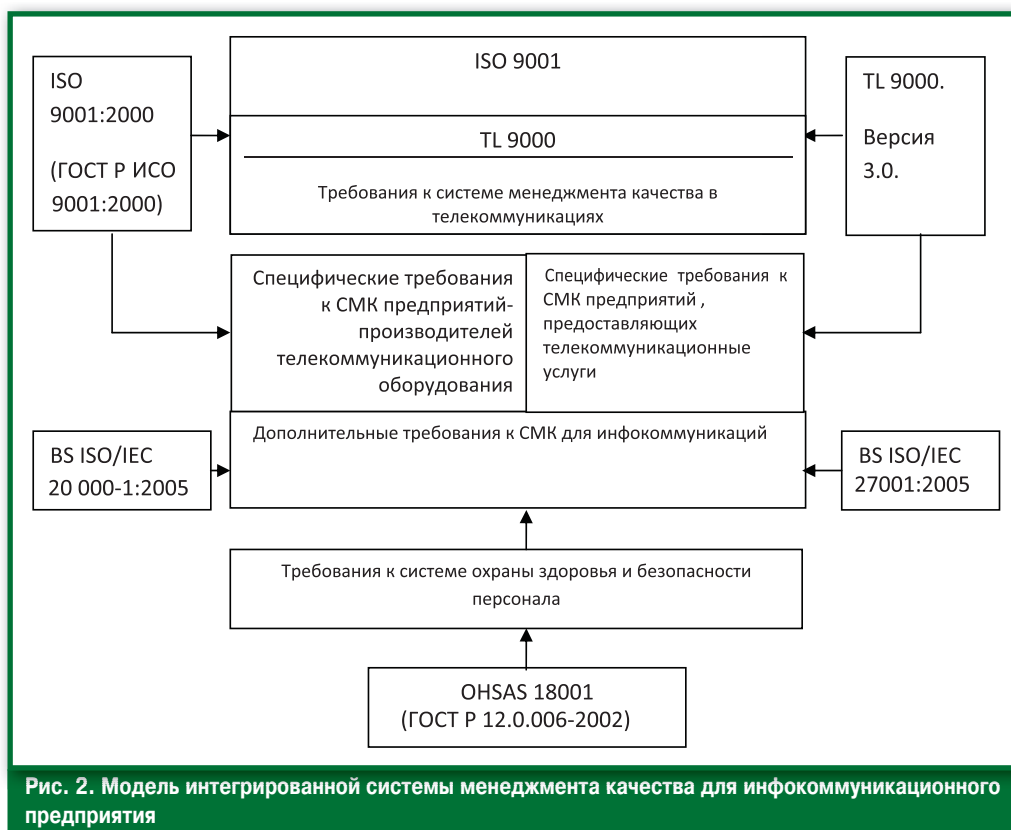 ISO
9001:2000
(ГОСТ Р ИСО
9001:2000)
ISO 9001
TL 9000
Требования к системе менеджмента качества в
телекоммуникациях
TL 9000.
Версия
3.0.
Специфические требования
к СМК предприятий-
производителей
телекоммуникационного
оборудования
Специфические требования к
СМК предприятий ,
предоставляющих
телекоммуникационные
услуги
BS ISO/IEC
20 000-1:2005
Дополнительные требования к СМК для инфокоммуникаций
BS ISO/IEC
27001:2005
Требования к системе охраны здоровья и безопасности
персонала
OHSAS 18001
(ГОСТ Р 12.0.006-2002)
Рис. 2. Модель интегрированной системы менеджмента качества для инфокоммуникационного
предприятия